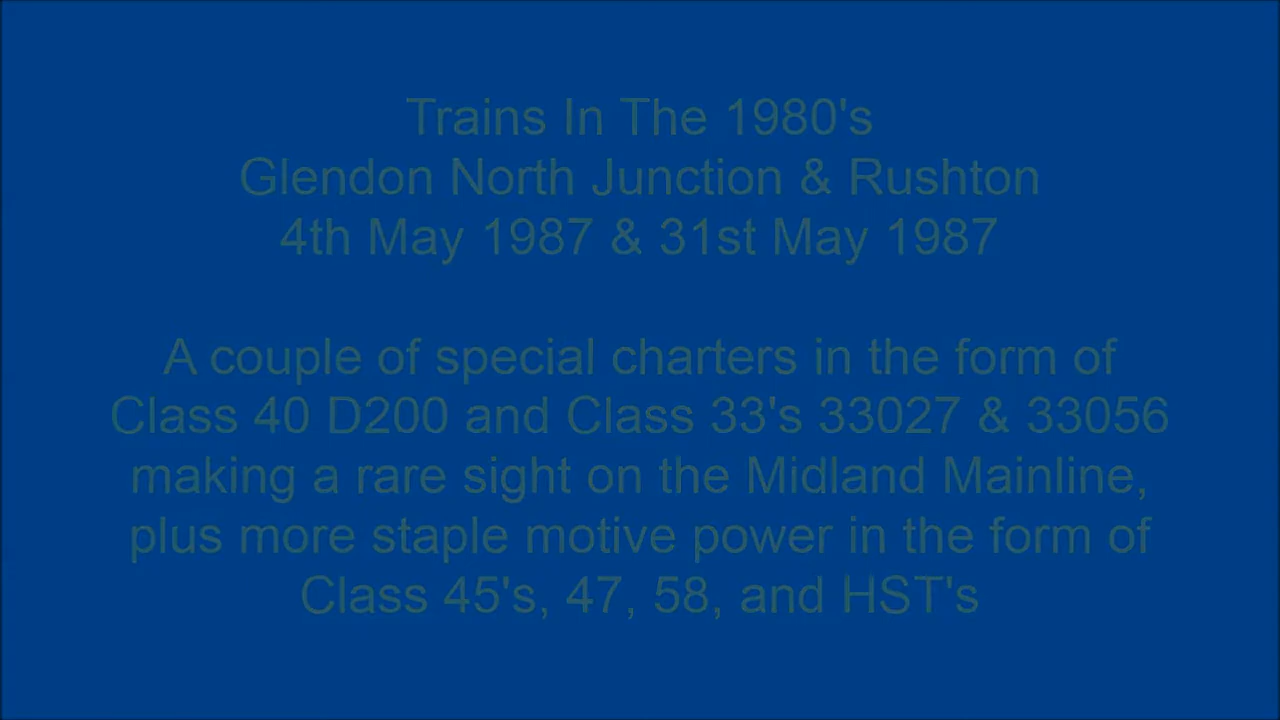 Trains In The 1980's
Glendon North Junction & Rushton
4th May 1987 & 31st May 1987
A couple of special charters in the form of
Class 40 D200 and Class 33's 33027 & 33056
making a rare sight on the Midland Mainline,
plus more staple motive power in the form of
Class 45's, 47, 58, and HST's